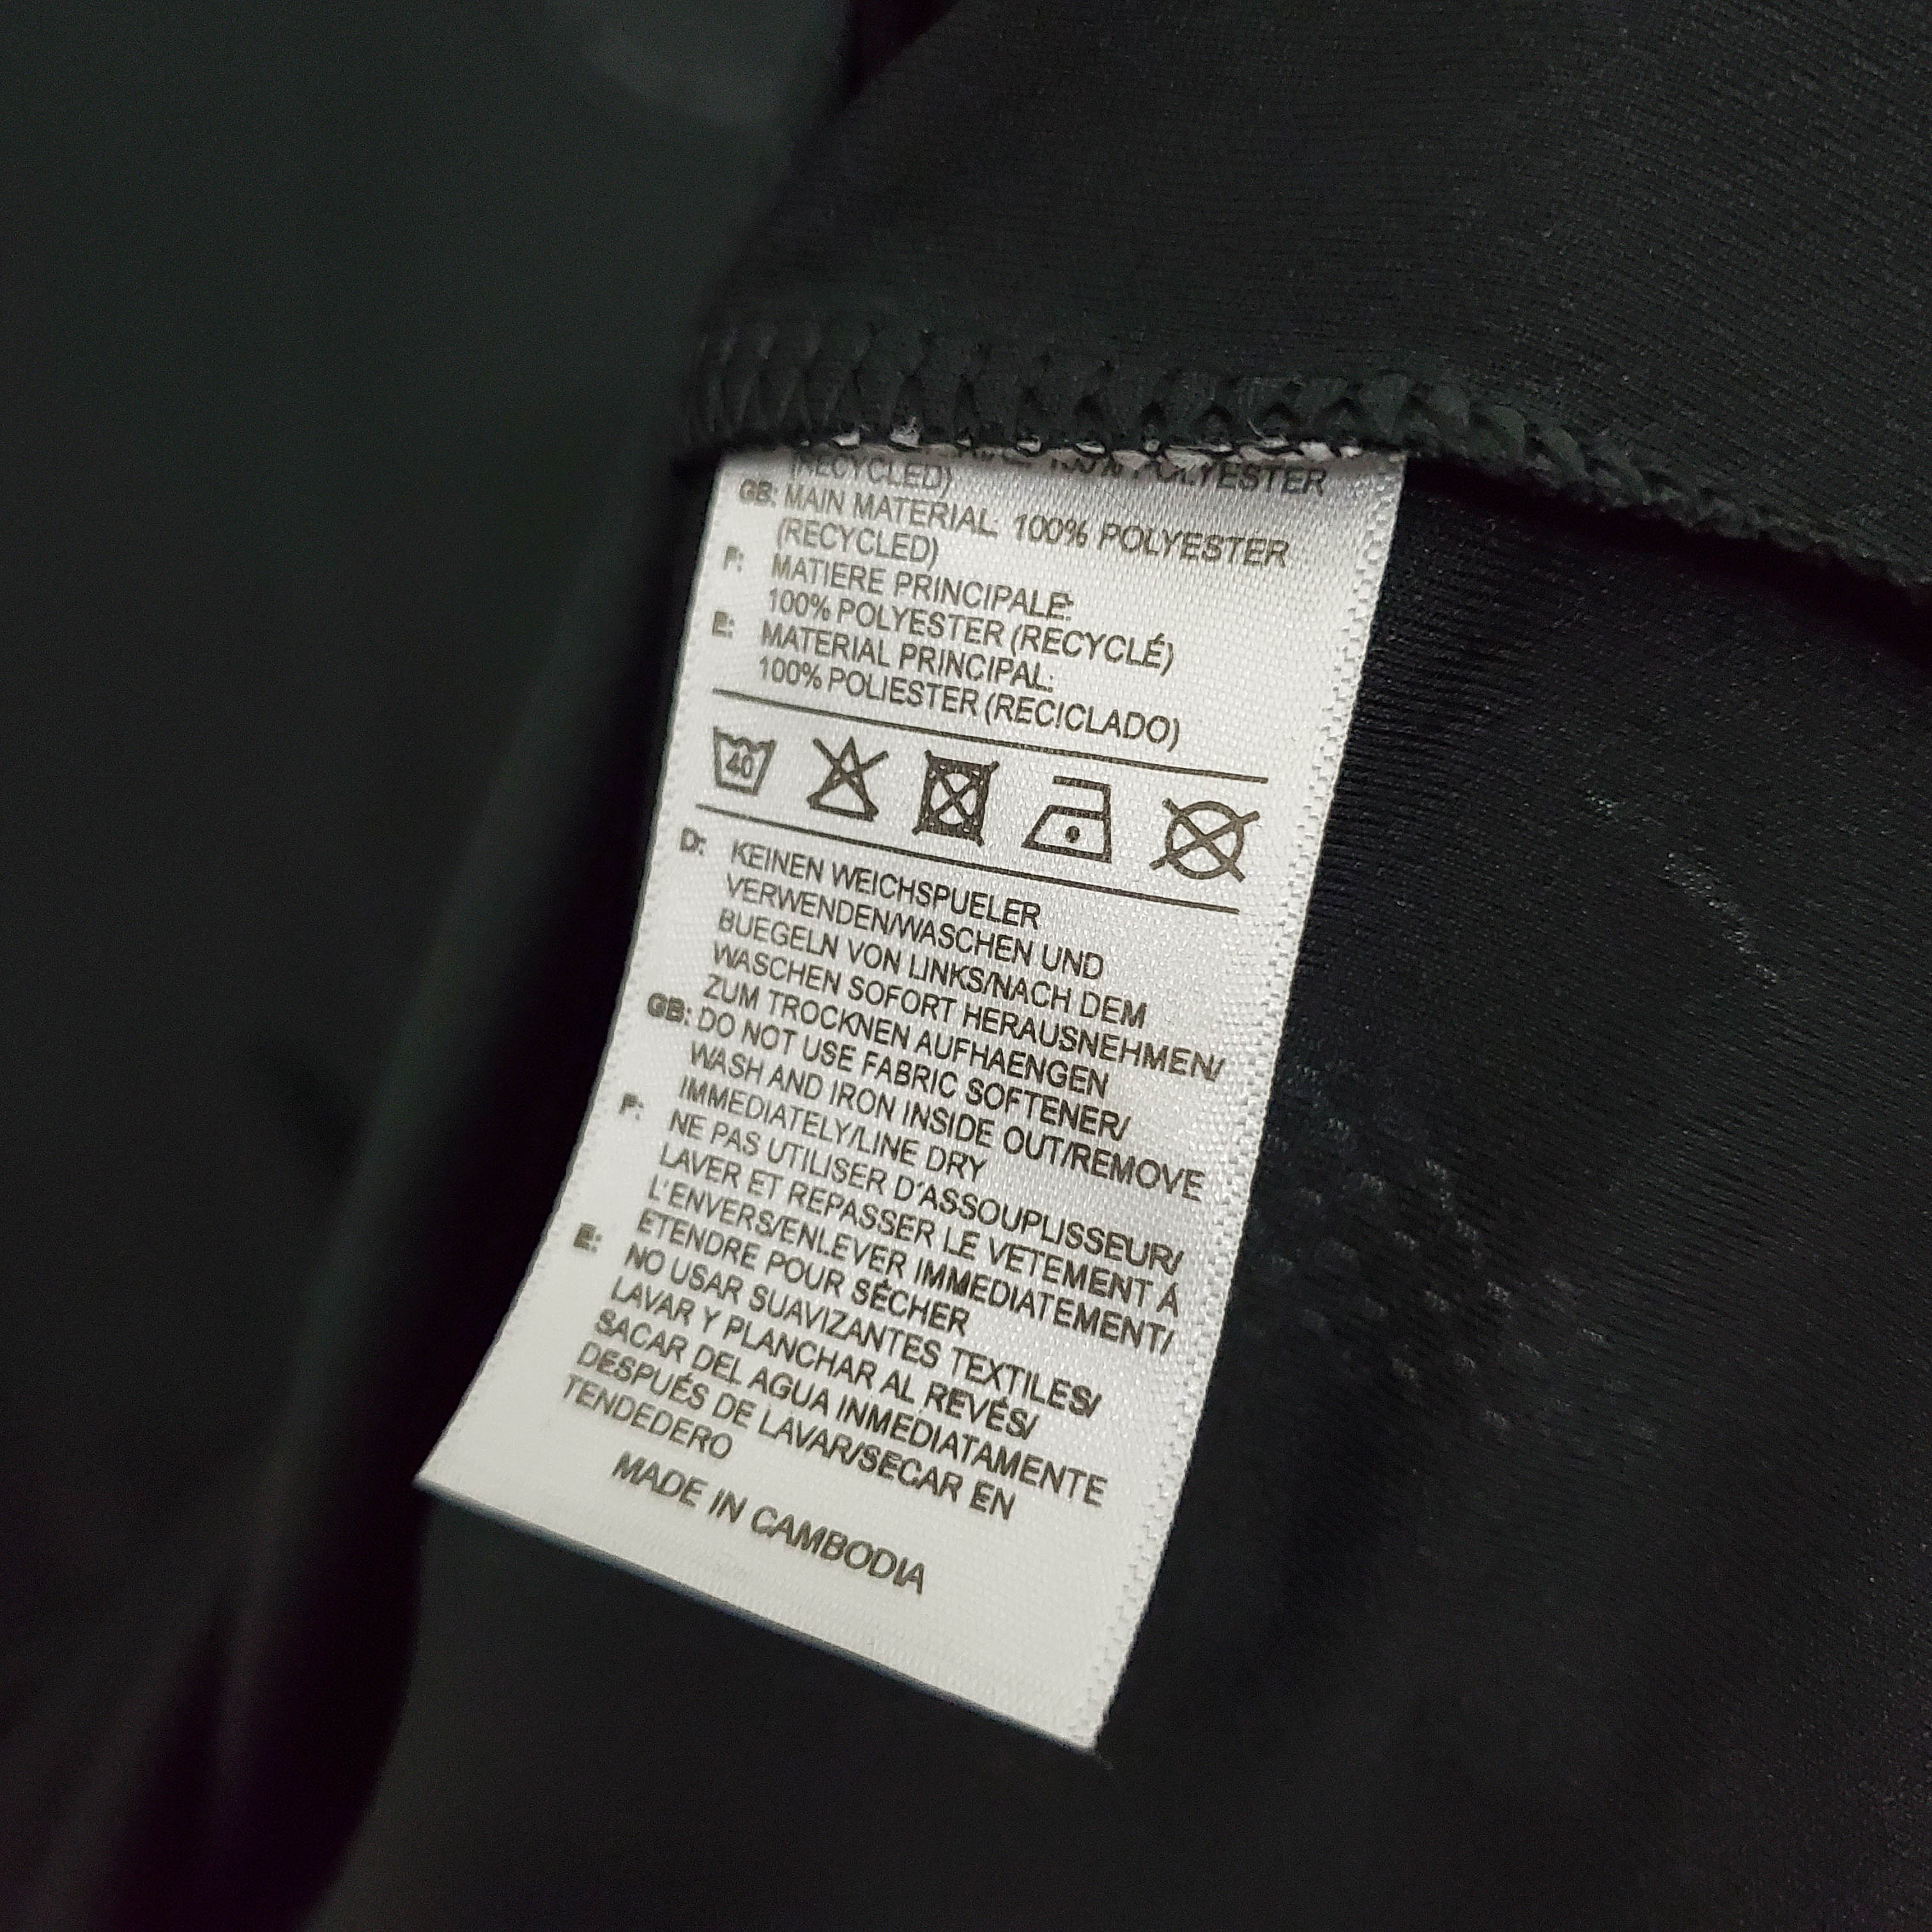 100% POLYESTER
(RECYCLED)
GB: MAIN MATERIAL: 100% POLYESTER
(RECYCLED)
F: MATIERE PRINCIPALE:
100% POLYESTER (RECYCLÉ)
E: MATERIAL PRINCIPAL:
100% POLIESTER (RECICLADO)
40
D: KEINEN WEICHSPUELER
VERWENDEN/WASCHEN UND
BUEGELN VON LINKS/NACH DEM
WASCHEN SOFORT HERAUSNEHMEN/
ZUM TROCKNEN AUFHAENGEN
GB: DO NOT USE FABRIC SOFTENER/
WASH AND IRON INSIDE OUT/REMOVE
IMMEDIATELY/LINE DRY
F: NE PAS UTILISER D'ASSOUPLISSEUR/
LAVER ET REPASSER LE VETEMENT À
L'ENVERS/ENLEVER IMMEDIATEMENT/
ETENDRE POUR SÉCHER
E: NO USAR SUAVIZANTES TEXTILES/
LAVAR Y PLANCHAR AL REVÉS/
SACAR DEL AGUA INMEDIATAMENTE
DESPUÉS DE LAVAR/SECAR EN
TENDEDERO
MADE IN CAMBODIA